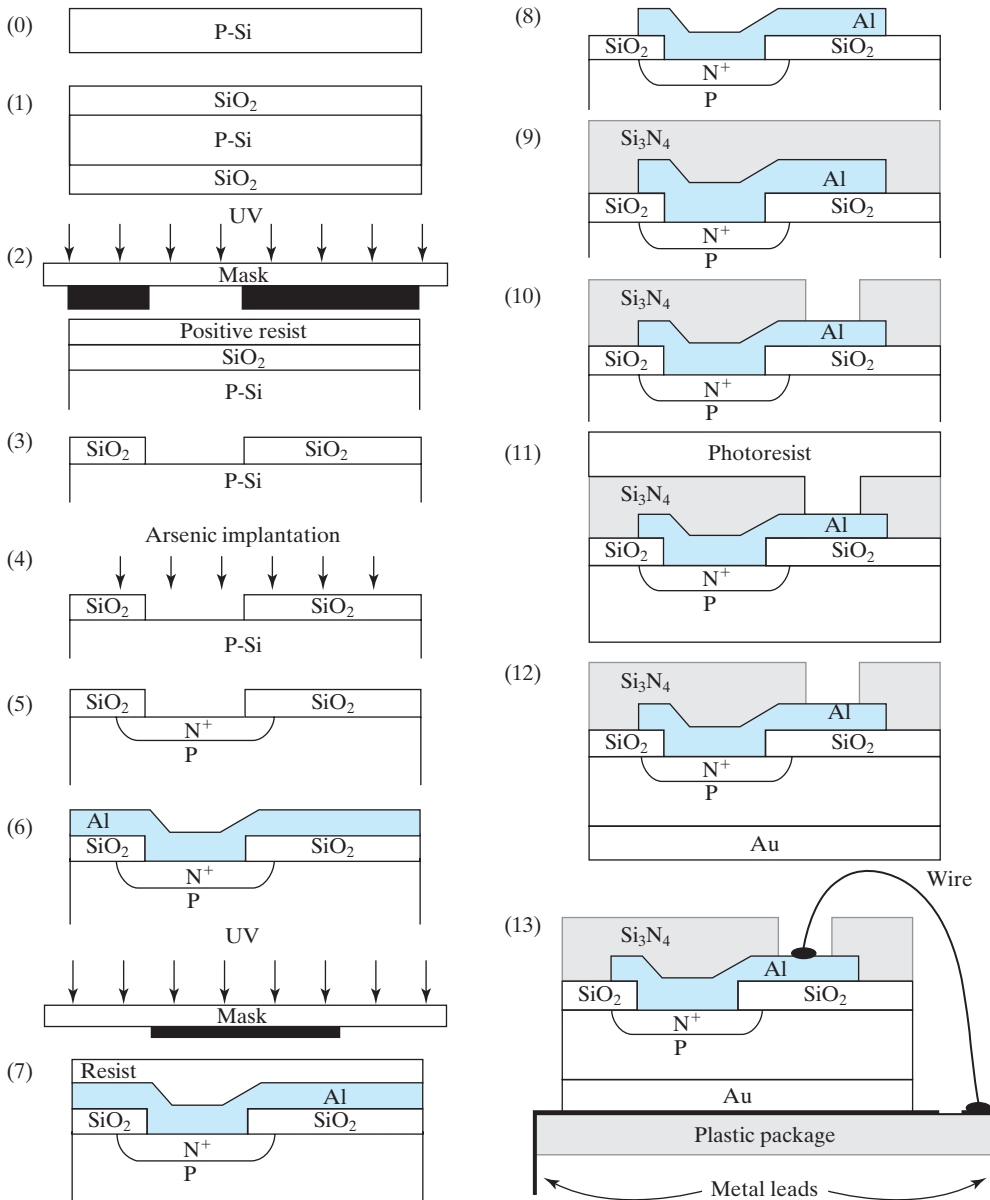 (0)
P-Si
(1)
SiO₂
P-Si
SiO₂
UV
(2)
Mask
Positive resist
SiO₂
P-Si
(3)
SiO₂ SiO₂
P-Si
Arsenic implantation
(4)
SiO₂ SiO₂
P-Si
(5)
SiO₂ SiO₂
N⁺
P
(6)
Al
SiO₂ SiO₂
N⁺
P
UV
Mask
(7)
Resist
Al
SiO₂ SiO₂
N⁺
P
(8)
Al
SiO₂ SiO₂
N⁺
P
(9)
Si₃N₄
Al
SiO₂ SiO₂
N⁺
P
(10)
Si₃N₄
Al
SiO₂ SiO₂
N⁺
P
(11)
Photoresist
Si₃N₄
Al
SiO₂ SiO₂
N⁺
P
(12)
Si₃N₄
Al
SiO₂ SiO₂
N⁺
P
Au
Wire
(13)
Si₃N₄
Al
SiO₂ SiO₂
N⁺
P
Au
Plastic package
Metal leads